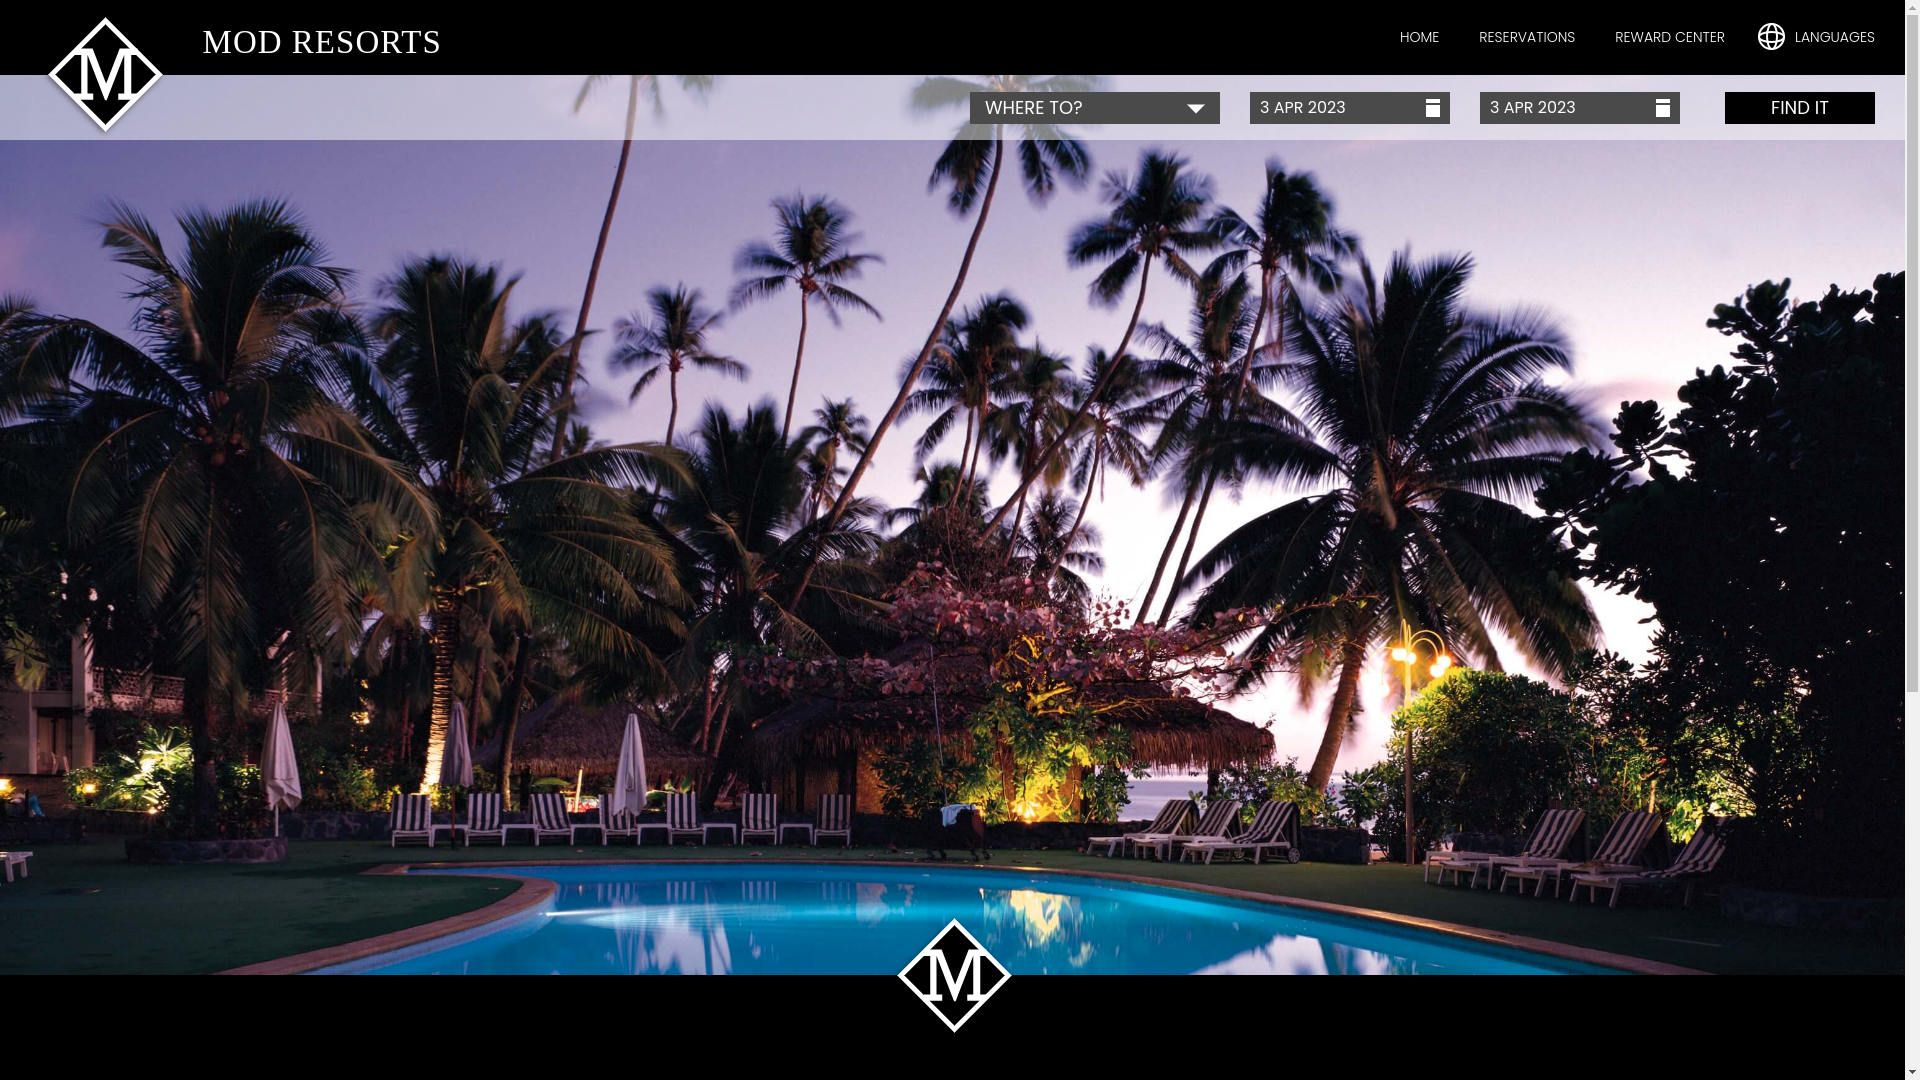 M
MOD RESORTS
HOME
RESERVATIONS
REWARD CENTER
LANGUAGES
WHERE TO?
3 APR 2023
3 APR 2023
FIND IT
M